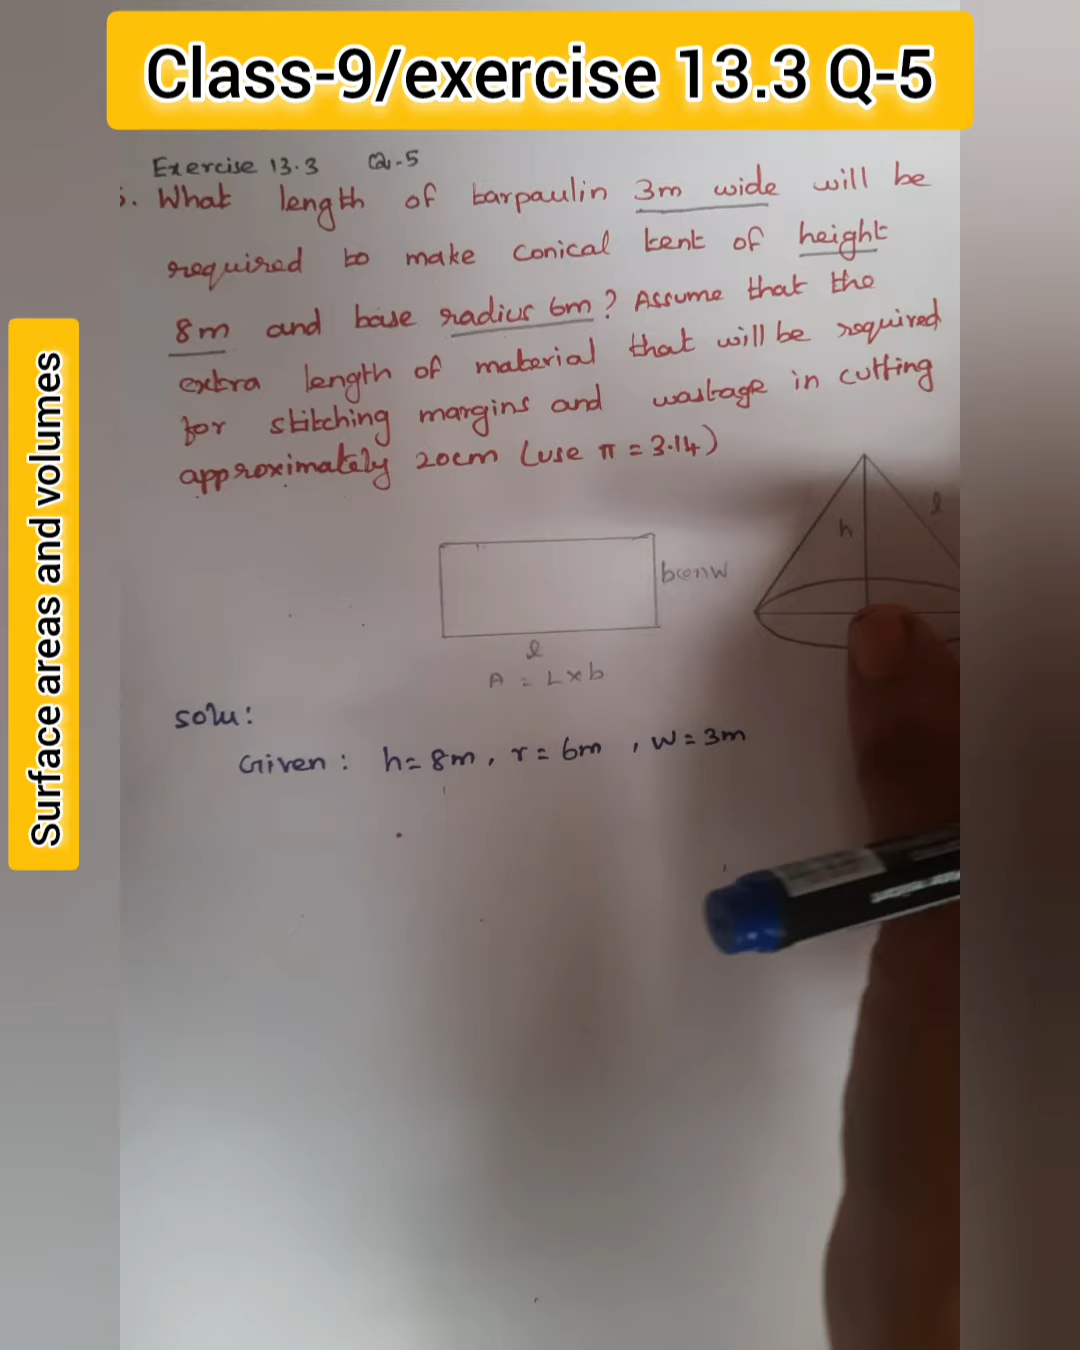 Class-9/exercise 13.3 Q-5
Surface areas and volumes
Exercise 13.3 Q-5
5. What length of tarpaulin 3m wide will be
required to make conical tent of height
8m and base radius 6m? Assume that the
extra length of material that will be required
for stitching margins and wastage in cutting
approximately 20cm (use π = 3.14)
h
l
b(or)w
l
A = L×b
Solu:
Given : h= 8m, r= 6m , w= 3m